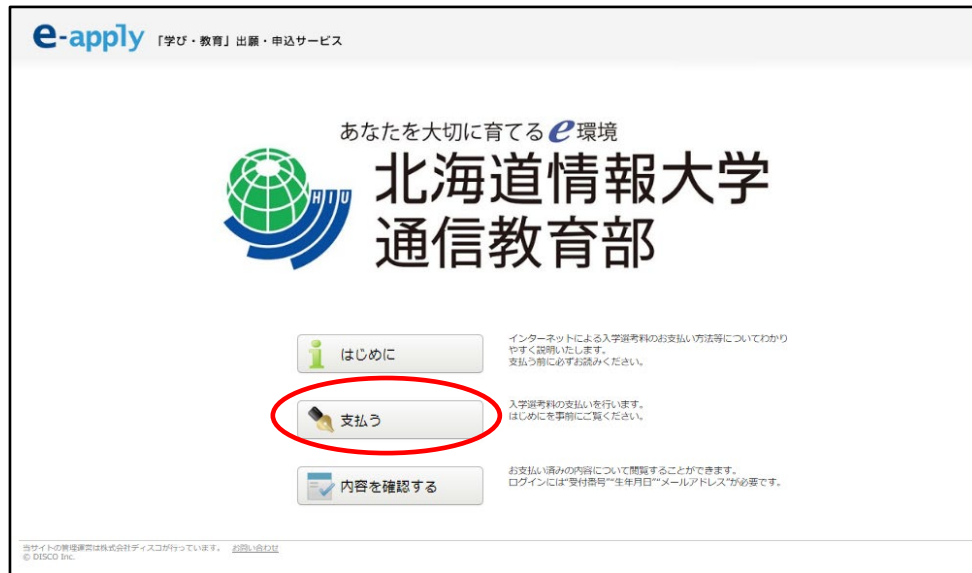 e-apply 「学び・教育」出願・申込サービス
あなたを大切に育てるe環境
HIU
北海道情報大学
通信教育部
はじめに
インターネットによる入学選考料のお支払い方法等についてわかり
やすく説明いたします。
支払う前に必ずお読みください。
支払う
入学選考料の支払いを行います。
はじめにを事前にご覧ください。
内容を確認する
お支払い済みの内容について閲覧することができます。
ログインには"受付番号""生年月日""メールアドレス"が必要です。
当サイトの管理運営は株式会社ディスコが行っています。 お問い合わせ
© DISCO Inc.